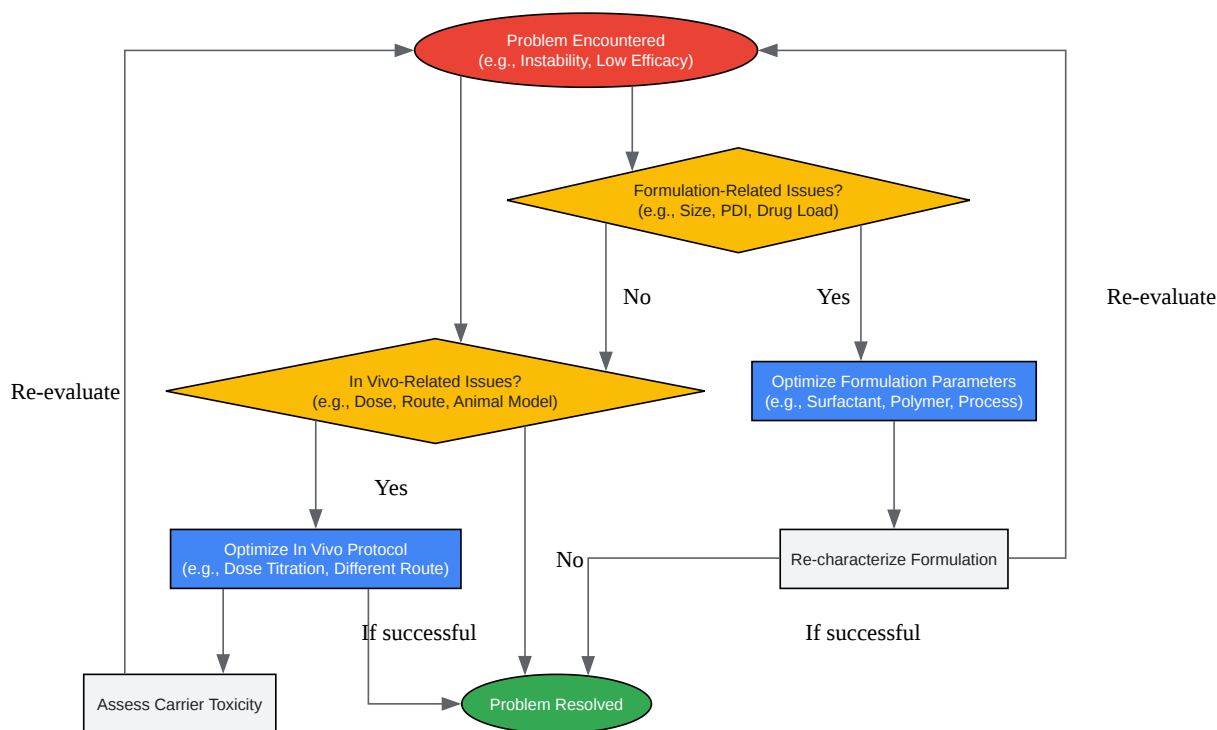 Problem Encountered
(e.g., Instability, Low Efficacy)
Formulation-Related Issues?
(e.g., Size, PDI, Drug Load)
No
Yes
Re-evaluate
In Vivo-Related Issues?
(e.g., Dose, Route, Animal Model)
Optimize Formulation Parameters
(e.g., Surfactant, Polymer, Process)
Re-evaluate
Yes
Optimize In Vivo Protocol
(e.g., Dose Titration, Different Route)
No
Re-characterize Formulation
If successful
If successful
Assess Carrier Toxicity
Problem Resolved